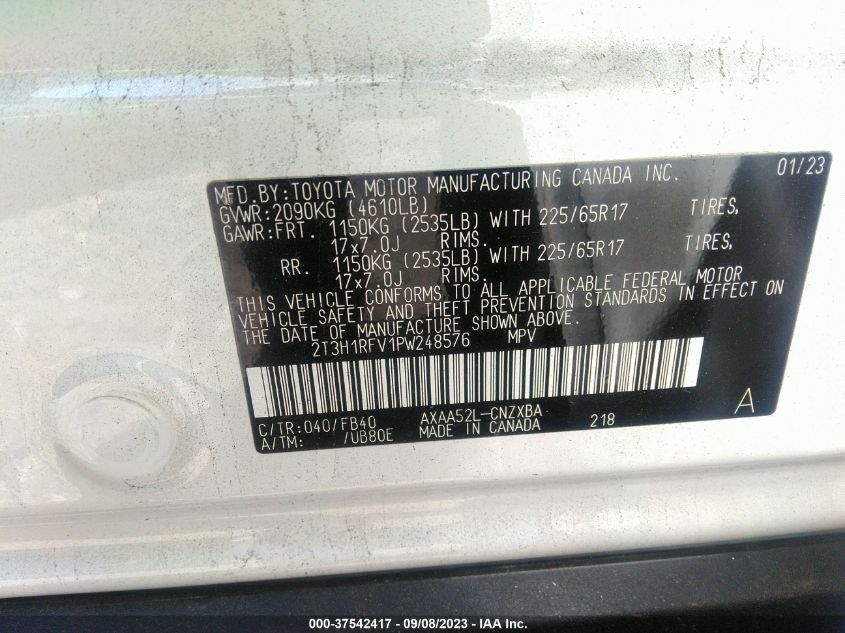 MFD.BY:TOYOTA MOTOR MANUFACTURING CANADA INC. 01/23
GVWR:2090KG (4610LB)
GAWR:FRT. 1150KG (2535LB) WITH 225/65R17 TIRES,
17x7.0J RIMS.
RR. 1150KG (2535LB) WITH 225/65R17 TIRES,
17x7.0J RIMS.
THIS VEHICLE CONFORMS TO ALL APPLICABLE FEDERAL MOTOR
VEHICLE SAFETY AND THEFT PREVENTION STANDARDS IN EFFECT ON
THE DATE OF MANUFACTURE SHOWN ABOVE.
2T3H1RFV1PW248576 MPV
C/TR:040/FB40 AXAA52L-CNZXBA A
A/TM: /UB80E MADE IN CANADA 218
000-37542417 - 09/08/2023 - IAA Inc.